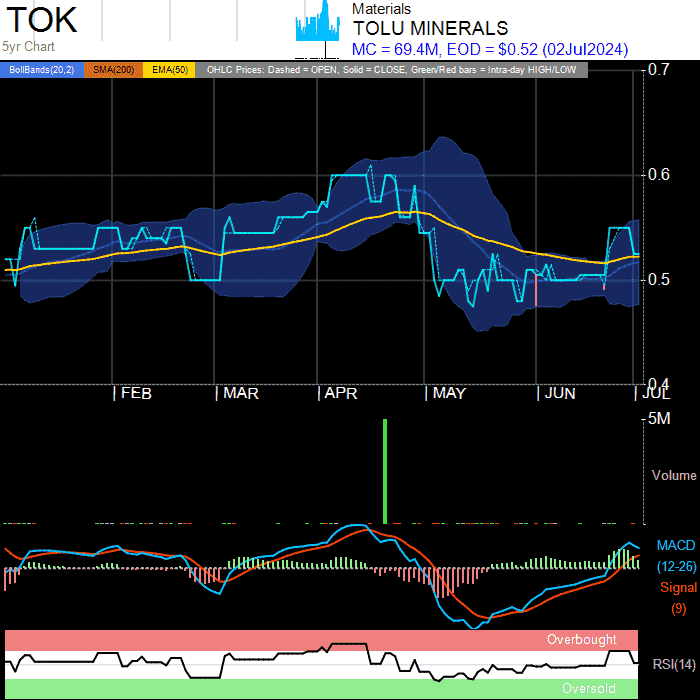 TOK
5yr Chart
Materials
TOLU MINERALS
MC = 69.4M, EOD = $0.52 (02Jul2024)
BollBands(20,2) SMA(200) EMA(50) OHLC Prices: Dashed = OPEN, Solid = CLOSE, Green/Red bars = Intra-day HIGH/LOW
0.7
0.6
0.5
0.4
FEB MAR APR MAY JUN JUL
5M
Volume
MACD
(12-26)
Signal
(9)
Overbought
RSI(14)
Oversold